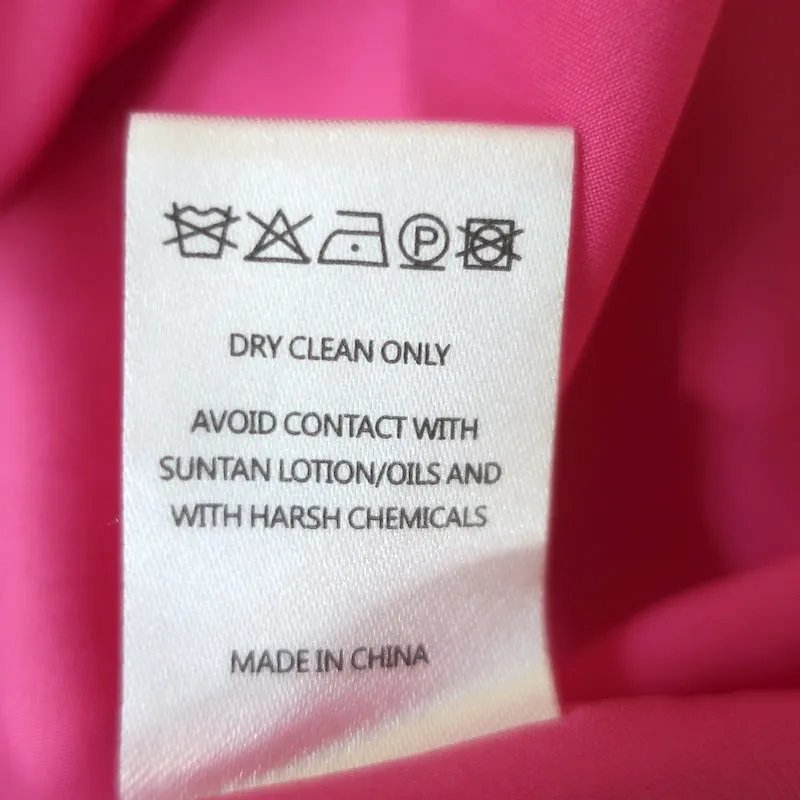 P
DRY CLEAN ONLY
AVOID CONTACT WITH
SUNTAN LOTION/OILS AND
WITH HARSH CHEMICALS
MADE IN CHINA